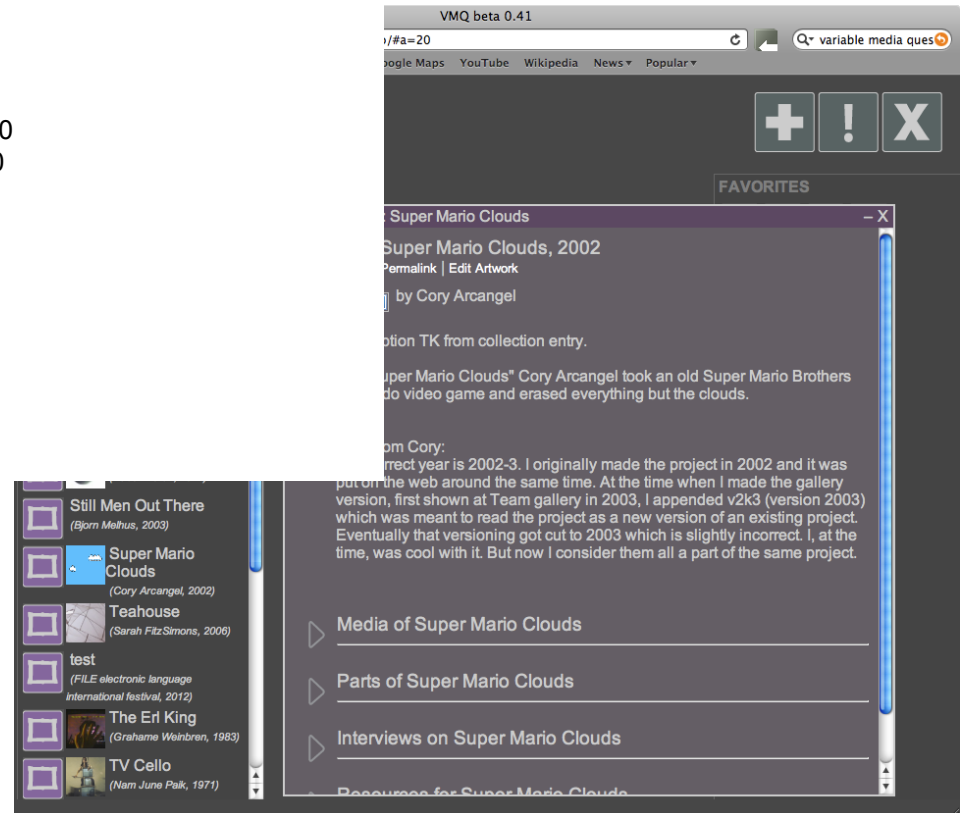 VMQ beta 0.41
/#a=20
variable media ques
Maps YouTube Wikipedia News Popular
0
0
+ ! X
FAVORITES
: Super Mario Clouds – X
Super Mario Clouds, 2002
Permalink | Edit Artwork
by Cory Arcangel
TK from collection entry.
Mario Clouds" Cory Arcangel took an old Super Mario Brothers
video game and erased everything but the clouds.
Cory:
year is 2002-3. I originally made the project in 2002 and it was
put on the web around the same time. At the time when I made the gallery
version, first shown at Team gallery in 2003, I appended v2k3 (version 2003)
which was meant to read the project as a new version of an existing project.
Eventually that versioning got cut to 2003 which is slightly incorrect. I, at the
time, was cool with it. But now I consider them all a part of the same project.
Media of Super Mario Clouds
Parts of Super Mario Clouds
Interviews on Super Mario Clouds
Resources for Super Mario Clouds
Still Men Out There
(Bjorn Melhus, 2003)
Super Mario
Clouds
(Cory Arcangel, 2002)
Teahouse
(Sarah FitzSimons, 2006)
test
(FILE electronic language
international festival, 2012)
The Erl King
(Grahame Weinbren, 1983)
TV Cello
(Nam June Paik, 1971)